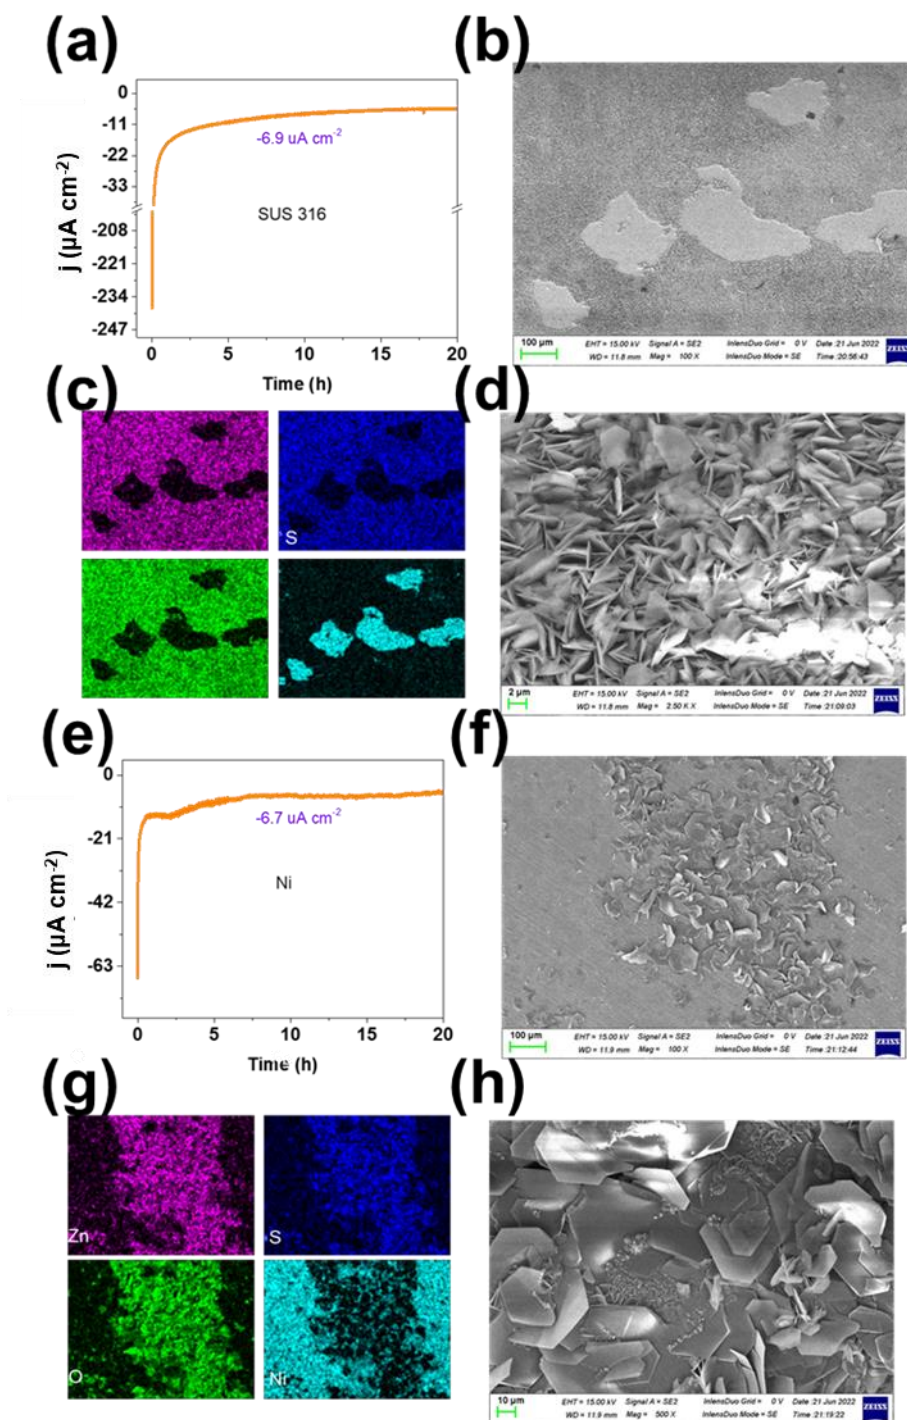 (a)
0
-11
-22
-33
-208
-221
-234
-247
j (µA cm-2)
-6.9 uA cm-2
SUS 316
0 5 10 15 20
Time (h)
(b)
100 µm
EHT = 15.00 kV Signal A = SE2 InlensDuo Grid = 0 V Date :21 Jun 2022
WD = 11.8 mm Mag = 100 X InlensDuo Mode = SE Time :20:56:43
ZEISS
(c)
S
(d)
2 µm
EHT = 15.00 kV Signal A = SE2 InlensDuo Grid = 0 V Date :21 Jun 2022
WD = 11.8 mm Mag = 2.50 K X InlensDuo Mode = SE Time :21:09:03
ZEISS
(e)
0
-21
-42
-63
j (µA cm-2)
-6.7 uA cm-2
Ni
0 5 10 15 20
Time (h)
(f)
100 µm
EHT = 15.00 kV Signal A = SE2 InlensDuo Grid = 0 V Date :21 Jun 2022
WD = 11.9 mm Mag = 100 X InlensDuo Mode = SE Time :21:12:44
ZEISS
(g)
Zn
S
O
Ni
(h)
10 µm
EHT = 15.00 kV Signal A = SE2 InlensDuo Grid = 0 V Date :21 Jun 2022
WD = 11.9 mm Mag = 500 X InlensDuo Mode = SE Time :21:19:22
ZEISS